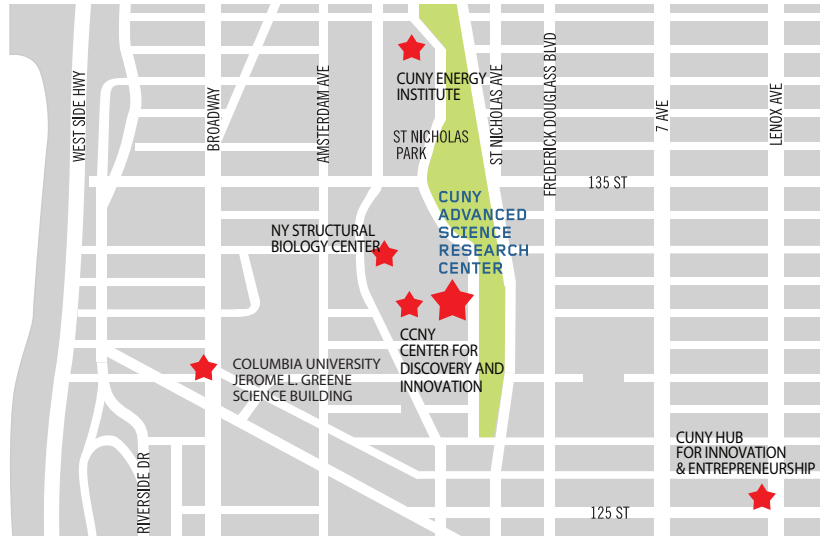 WEST SIDE HWY
BROADWAY
AMSTERDAM AVE
CUNY ENERGY
INSTITUTE
ST NICHOLAS
PARK
ST NICHOLAS AVE
FREDERICK DOUGLASS BLVD
7 AVE
LENOX AVE
135 ST
CUNY
ADVANCED
SCIENCE
RESEARCH
CENTER
NY STRUCTURAL
BIOLOGY CENTER
CCNY
CENTER FOR
DISCOVERY AND
INNOVATION
COLUMBIA UNIVERSITY
JEROME L. GREENE
SCIENCE BUILDING
CUNY HUB
FOR INNOVATION
& ENTREPRENEURSHIP
RIVERSIDE DR
125 ST